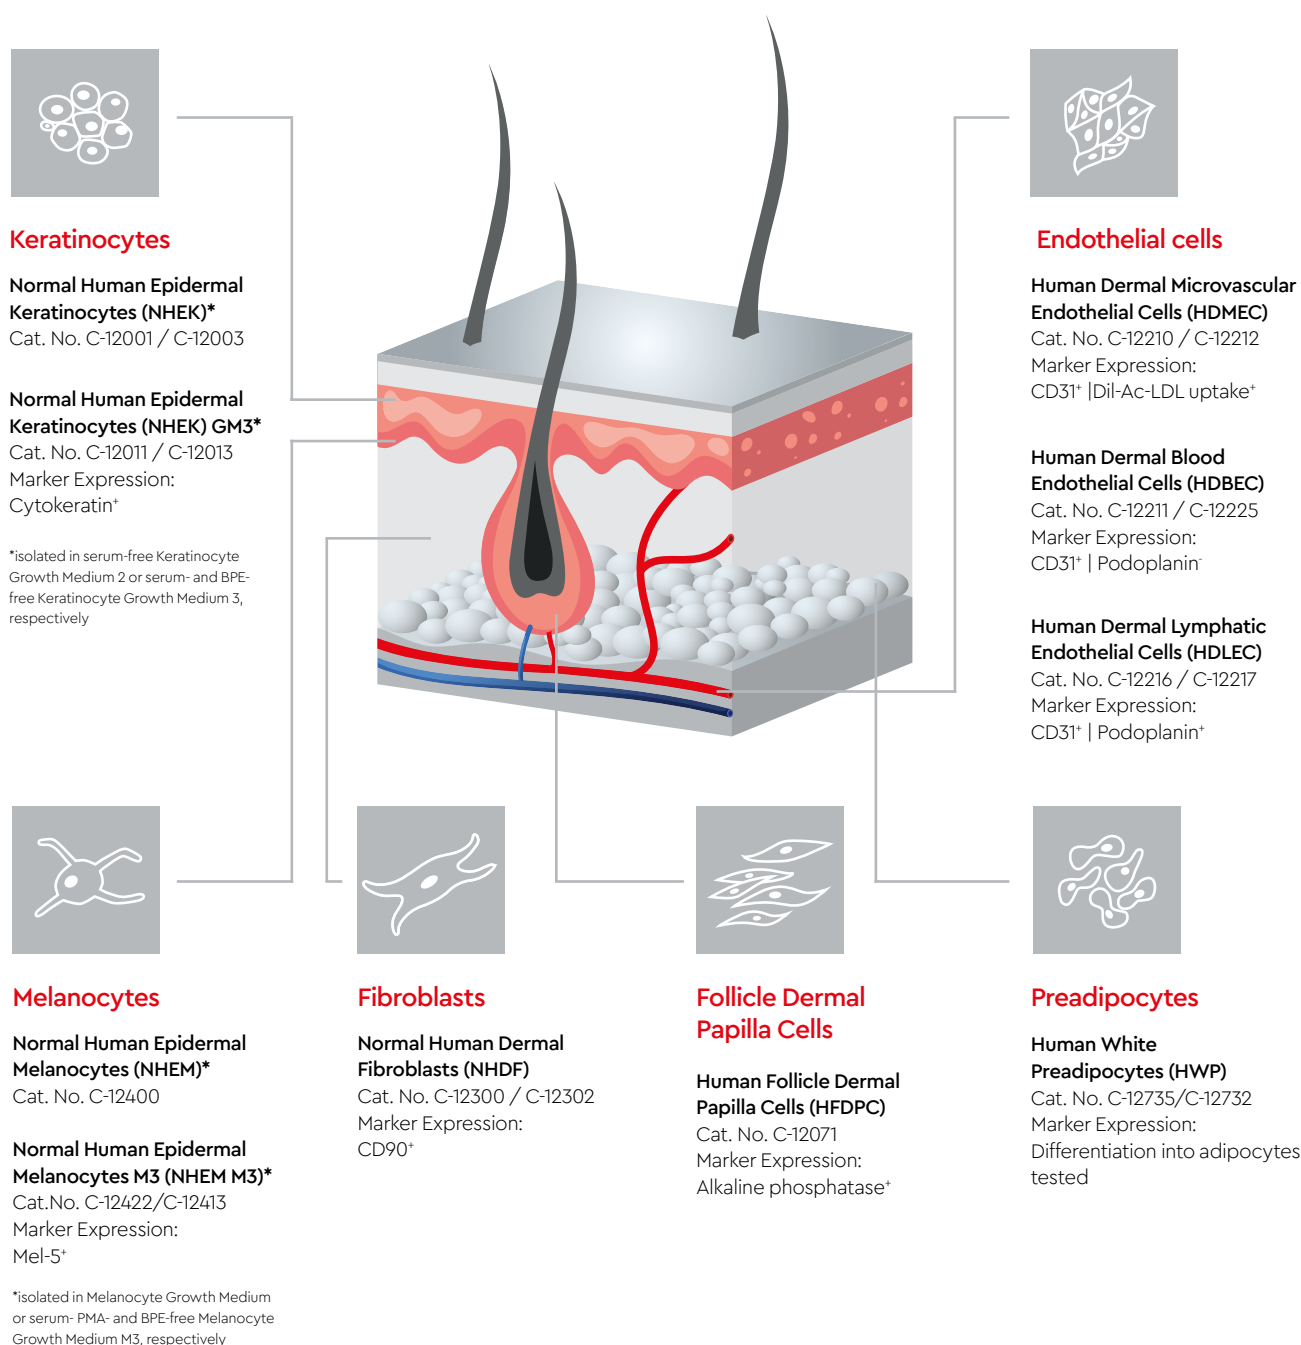 Keratinocytes
Normal Human Epidermal
Keratinocytes (NHEK)*
Cat. No. C-12001 / C-12003
Normal Human Epidermal
Keratinocytes (NHEK) GM3*
Cat. No. C-12011 / C-12013
Marker Expression:
Cytokeratin⁺
*isolated in serum-free Keratinocyte
Growth Medium 2 or serum- and BPE-
free Keratinocyte Growth Medium 3,
respectively
Endothelial cells
Human Dermal Microvascular
Endothelial Cells (HDMEC)
Cat. No. C-12210 / C-12212
Marker Expression:
CD31⁺ |Dil-Ac-LDL uptake⁺
Human Dermal Blood
Endothelial Cells (HDBEC)
Cat. No. C-12211 / C-12225
Marker Expression:
CD31⁺ | Podoplanin⁻
Human Dermal Lymphatic
Endothelial Cells (HDLEC)
Cat. No. C-12216 / C-12217
Marker Expression:
CD31⁺ | Podoplanin⁺
Melanocytes
Normal Human Epidermal
Melanocytes (NHEM)*
Cat. No. C-12400
Normal Human Epidermal
Melanocytes M3 (NHEM M3)*
Cat.No. C-12422/C-12413
Marker Expression:
Mel-5⁺
*isolated in Melanocyte Growth Medium
or serum- PMA- and BPE-free Melanocyte
Growth Medium M3, respectively
Fibroblasts
Normal Human Dermal
Fibroblasts (NHDF)
Cat. No. C-12300 / C-12302
Marker Expression:
CD90⁺
Follicle Dermal
Papilla Cells
Human Follicle Dermal
Papilla Cells (HFDPC)
Cat. No. C-12071
Marker Expression:
Alkaline phosphatase⁺
Preadipocytes
Human White
Preadipocytes (HWP)
Cat. No. C-12735/C-12732
Marker Expression:
Differentiation into adipocytes
tested